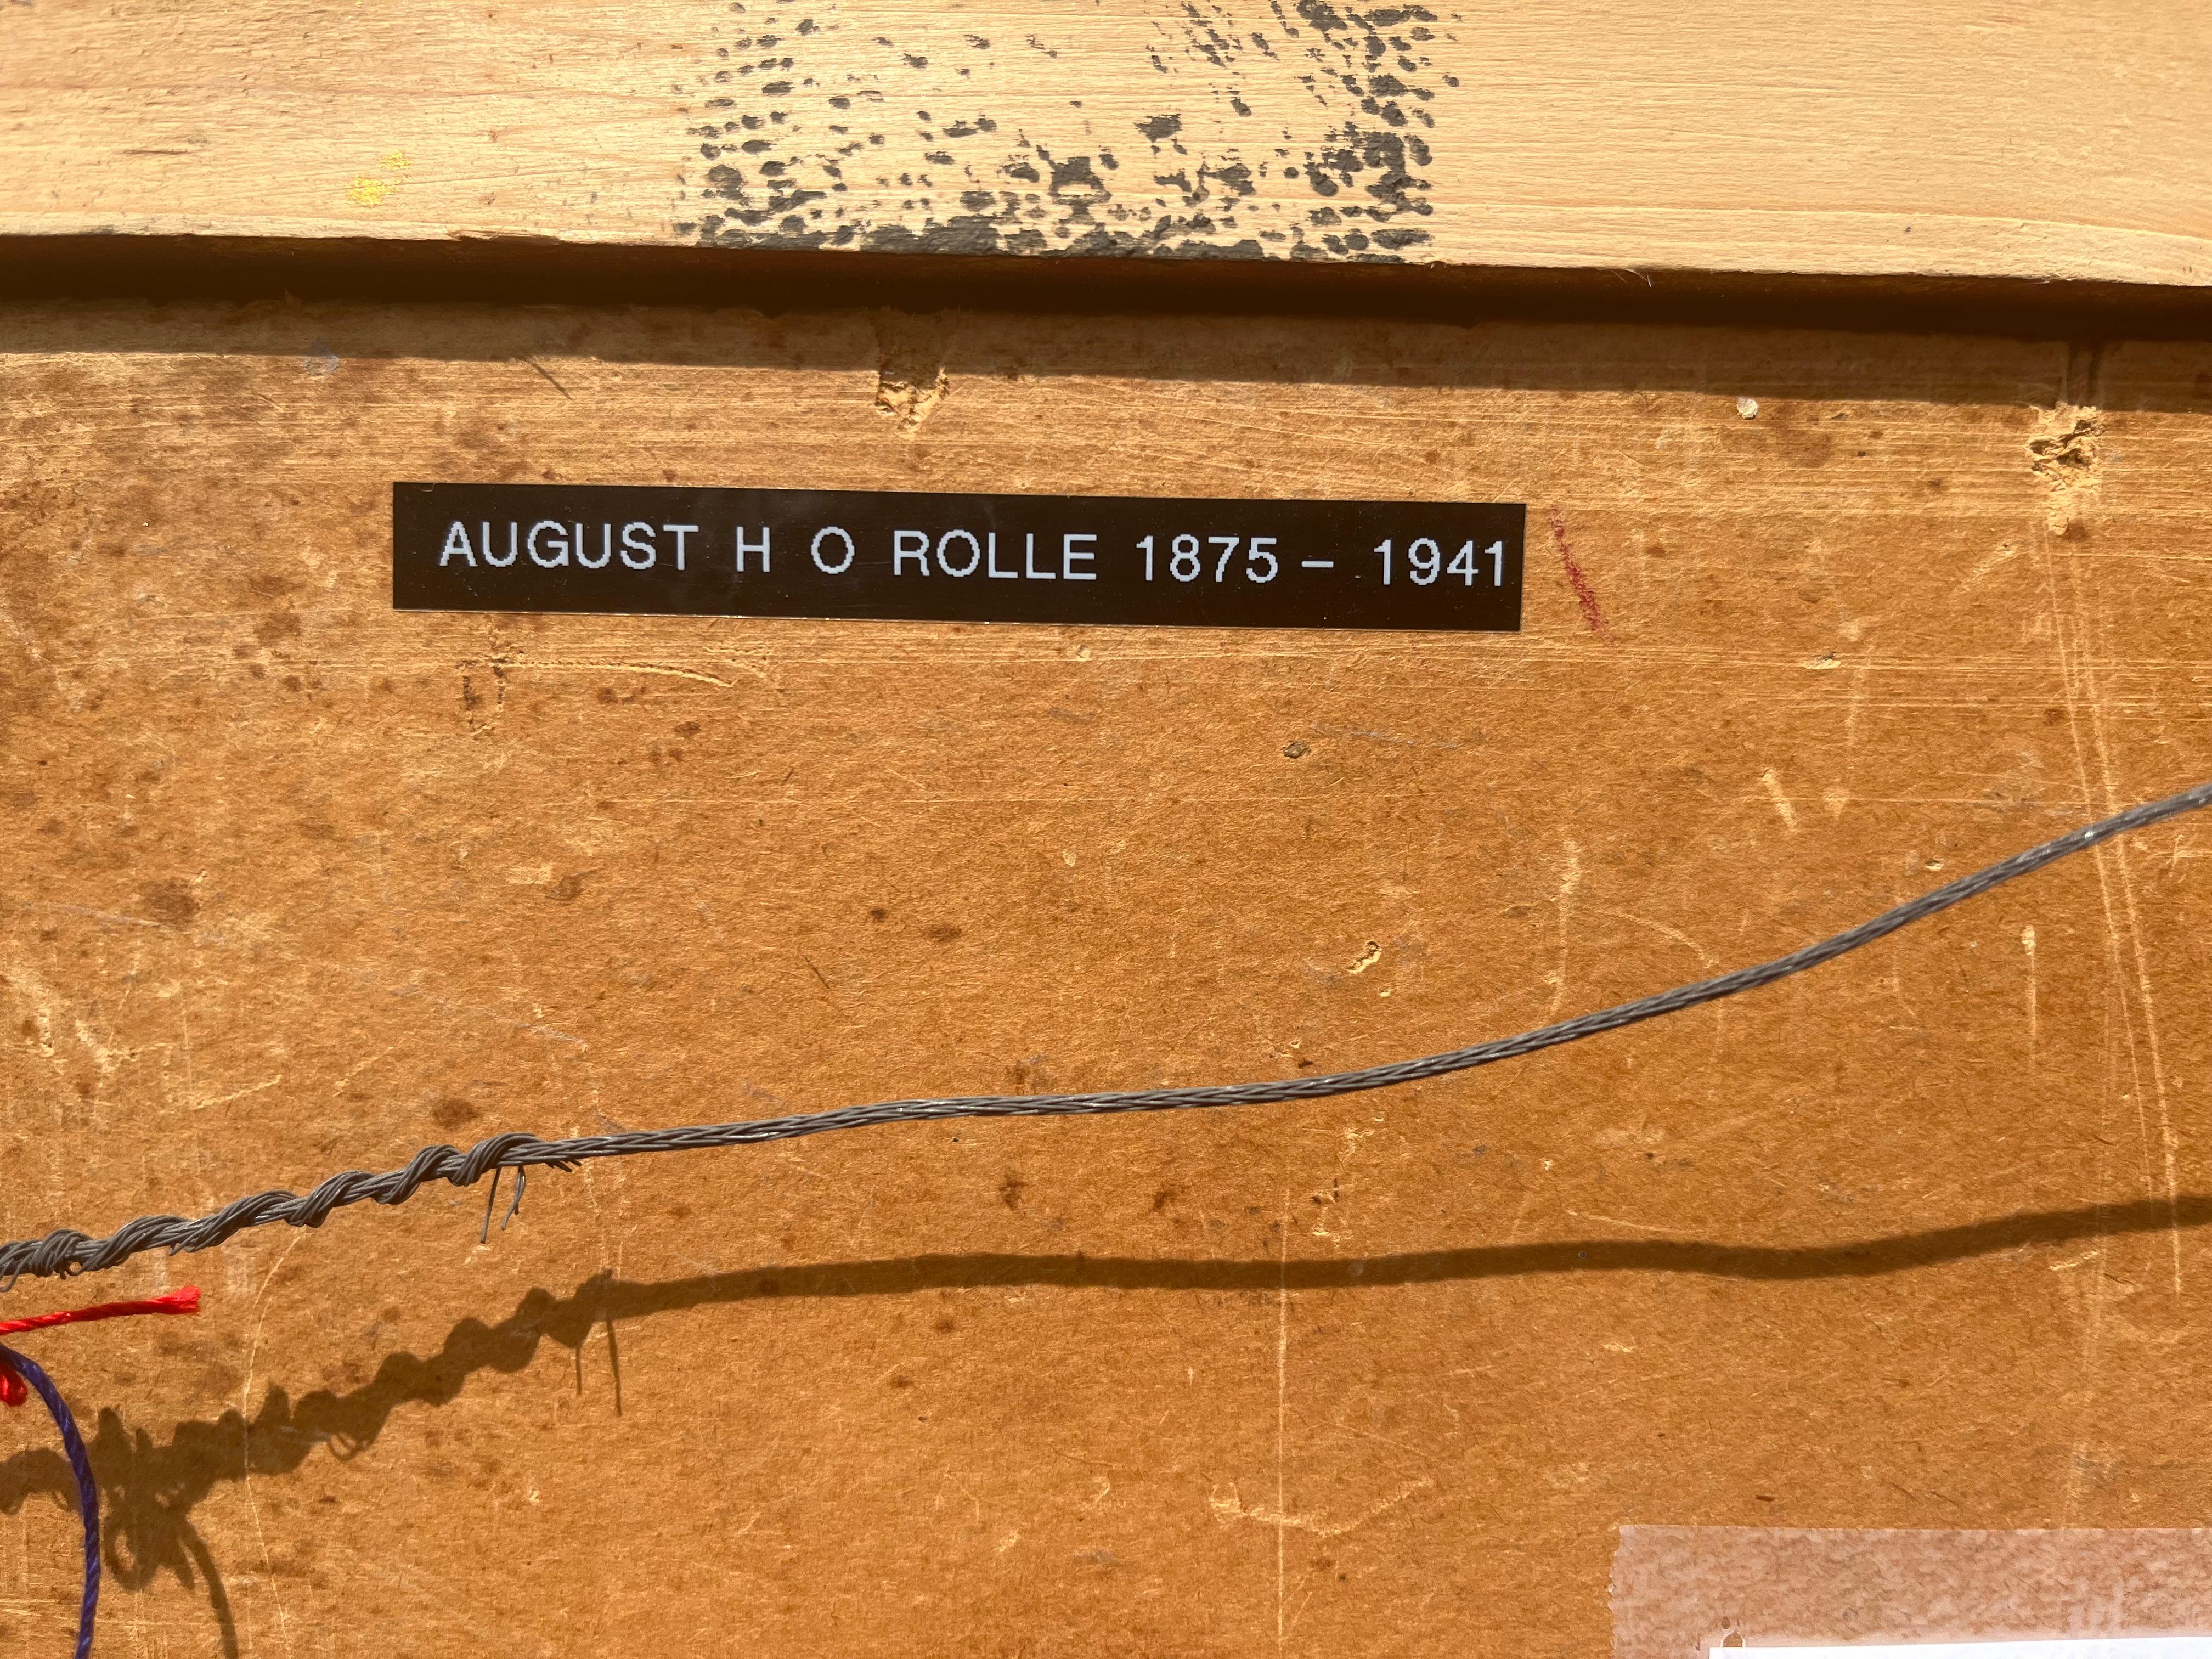 AUGUST H O ROLLE 1875 – 1941